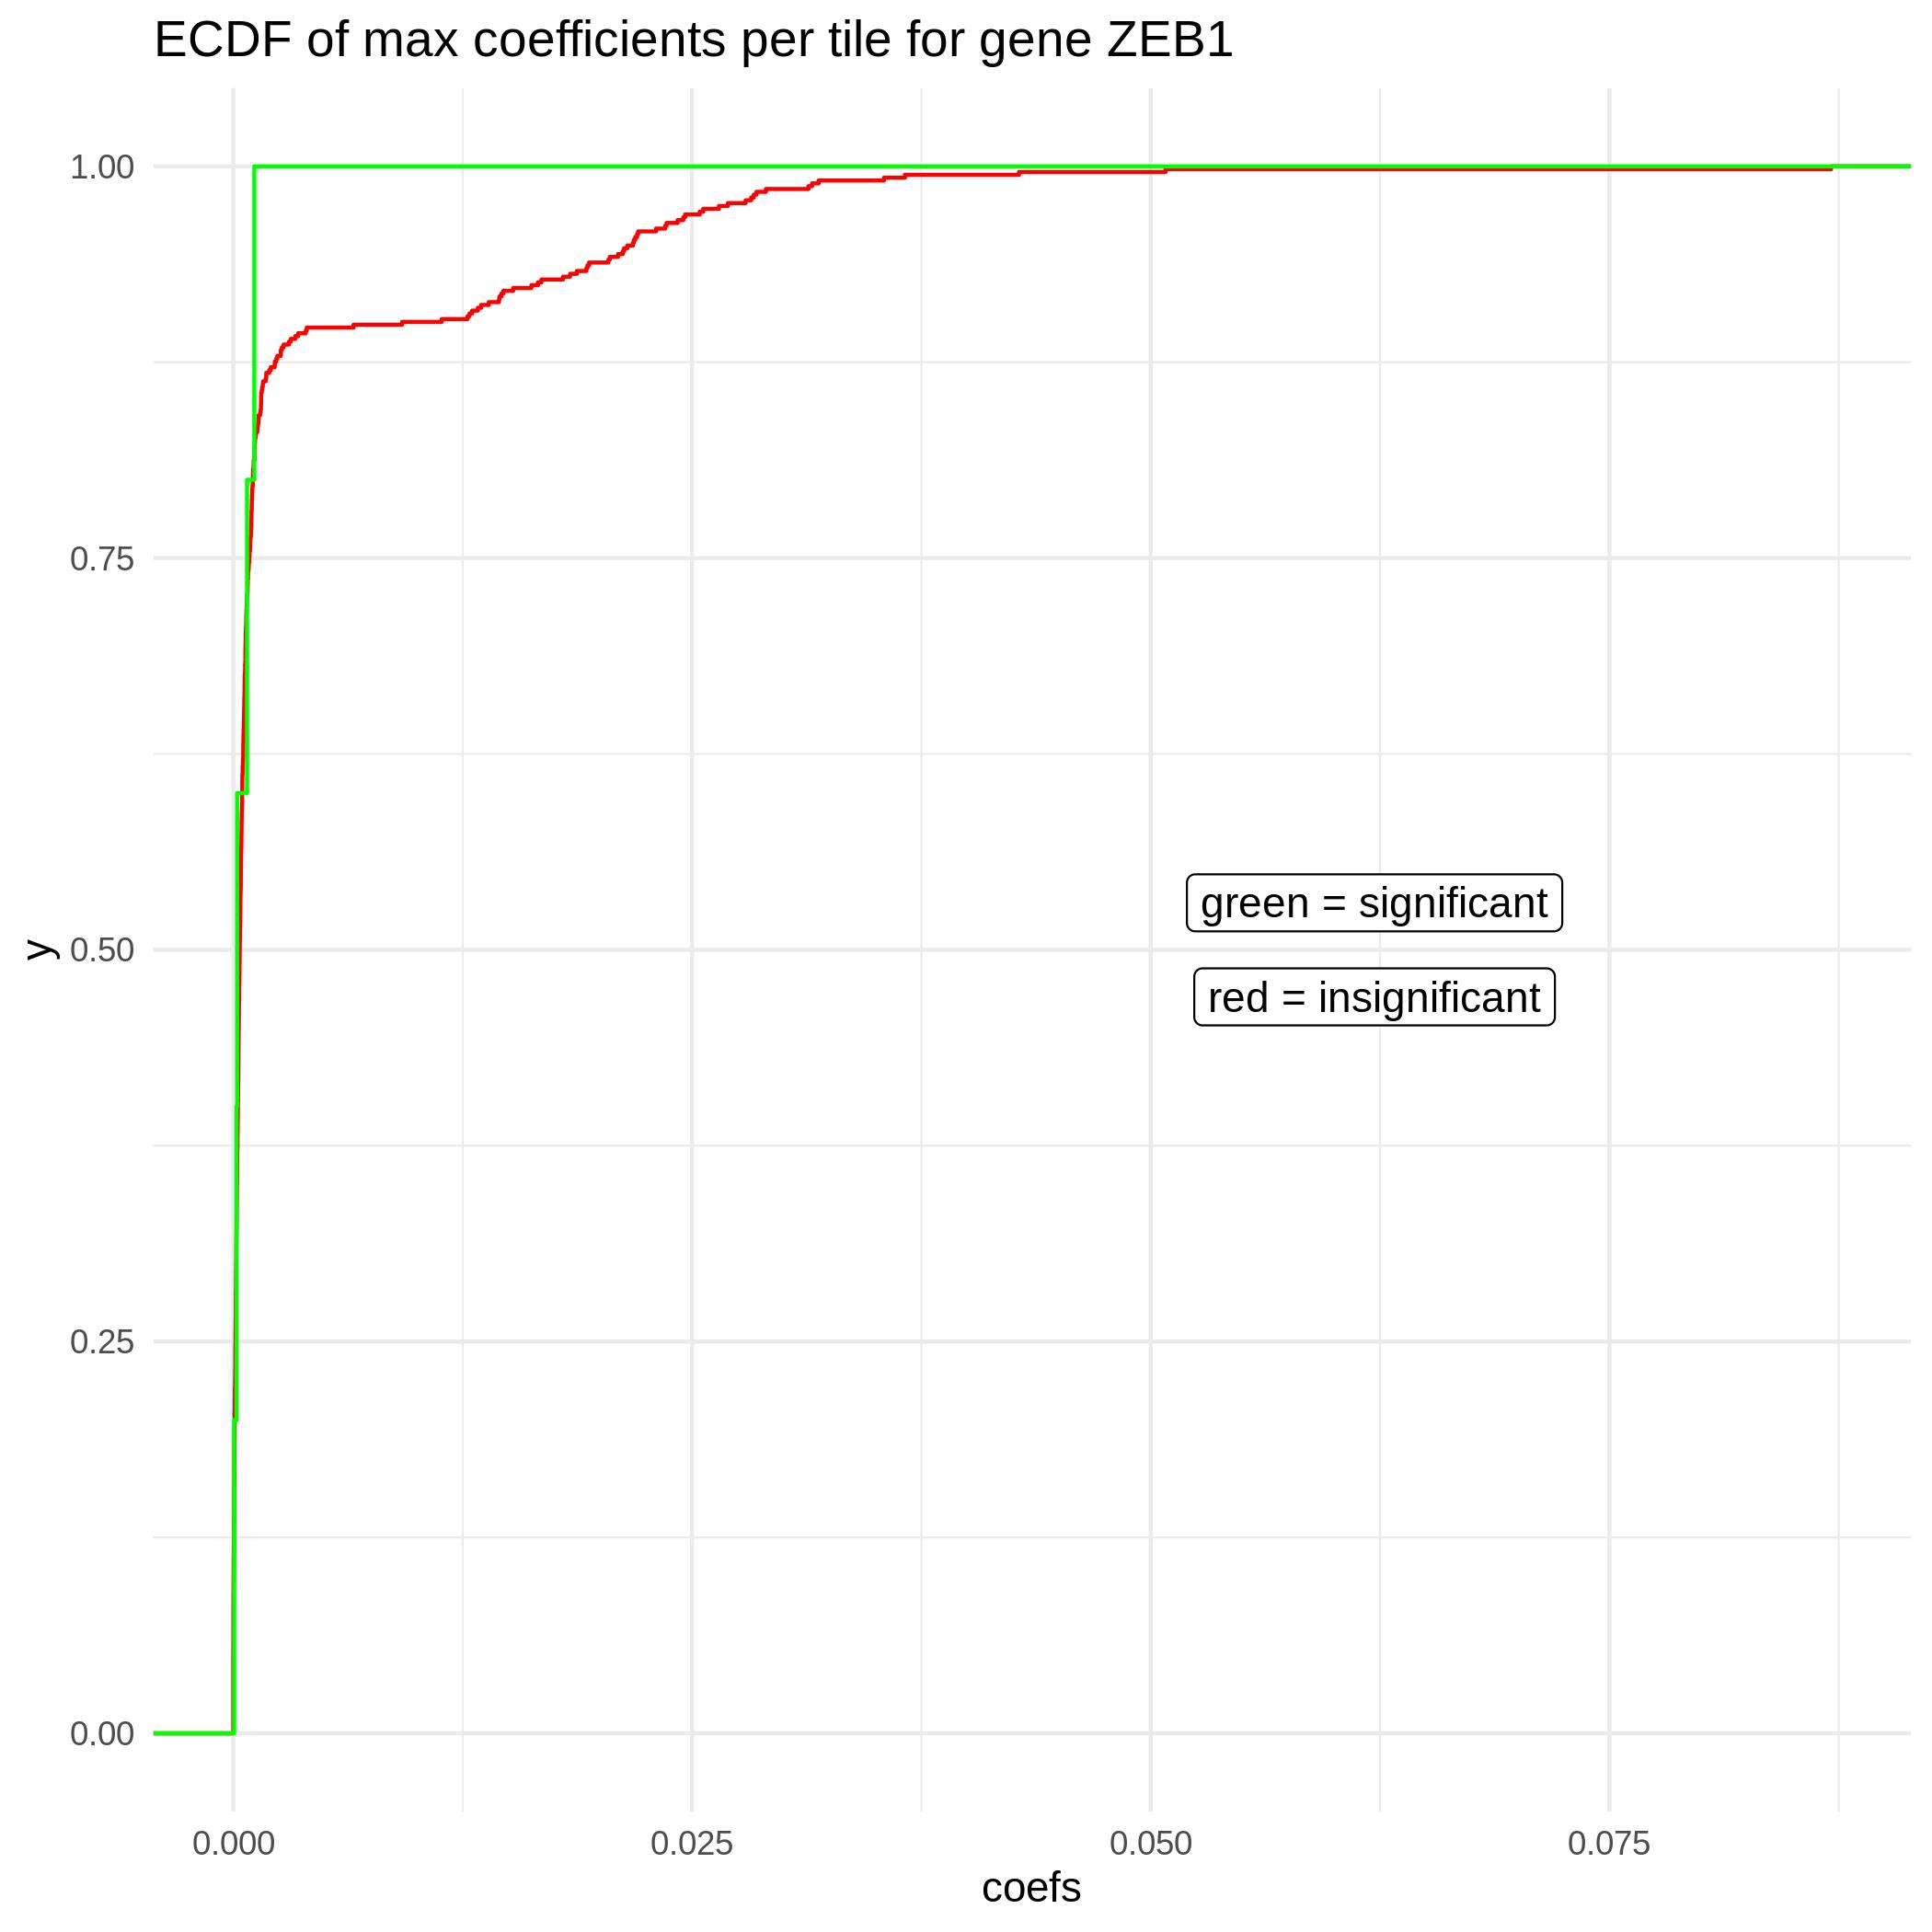 ECDF of max coefficients per tile for gene ZEB1
1.00
0.75
0.50
0.25
0.00
y
green = significant
red = insignificant
0.000 0.025 0.050 0.075
coefs